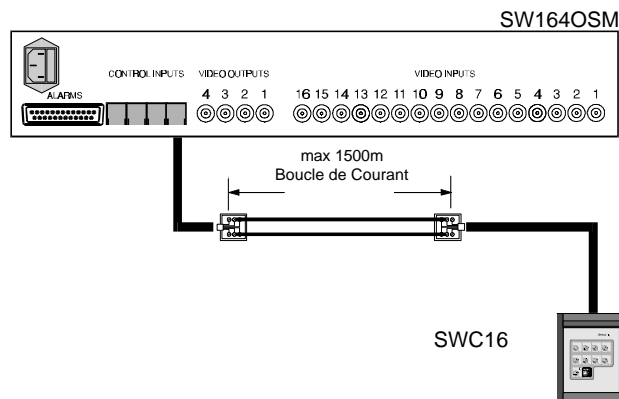 SW164OSM
CONTROL INPUTS VIDEO OUTPUTS VIDEO INPUTS
ALARMS 4 3 2 1 16 15 14 13 12 11 10 9 8 7 6 5 4 3 2 1
max 1500m
Boucle de Courant
SWC16